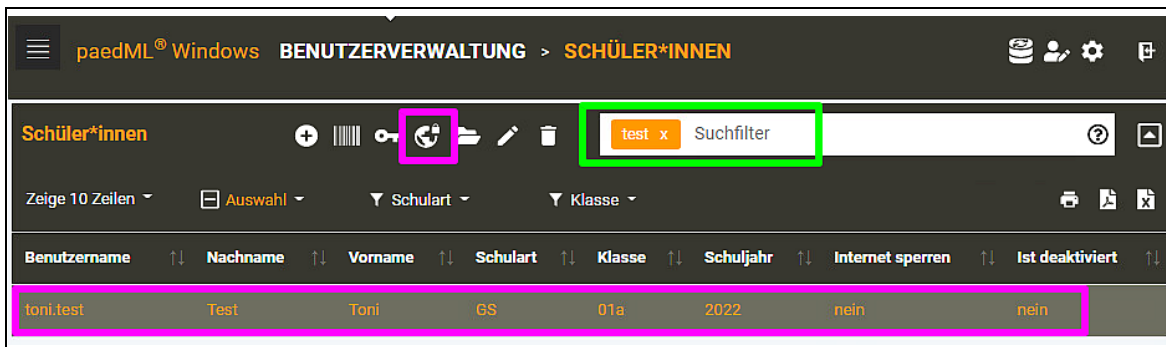 paedML® Windows BENUTZERVERWALTUNG > SCHÜLER*INNEN
Schüler*innen test x Suchfilter
Zeige 10 Zeilen Auswahl Schulart Klasse
Benutzername Nachname Vorname Schulart Klasse Schuljahr Internet sperren Ist deaktiviert
toni.test Test Toni GS 01a 2022 nein nein